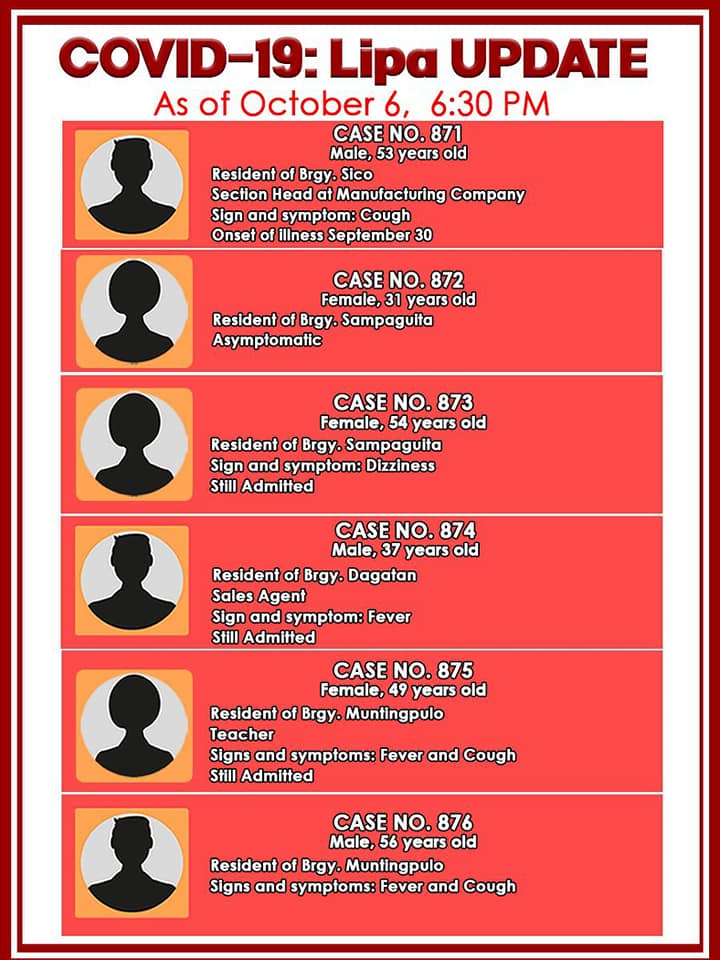 COVID-19: Lipa UPDATE
As of October 6, 6:30 PM
CASE NO. 871
Male, 53 years old
Resident of Brgy. Sico
Section Head at Manufacturing Company
Sign and symptom: Cough
Onset of illness September 30
CASE NO. 872
Female, 31 years old
Resident of Brgy. Sampaguita
Asymptomatic
CASE NO. 873
Female, 54 years old
Resident of Brgy. Sampaguita
Sign and symptom: Dizziness
Still Admitted
CASE NO. 874
Male, 37 years old
Resident of Brgy. Dagatan
Sales Agent
Sign and symptom: Fever
Still Admitted
CASE NO. 875
Female, 49 years old
Resident of Brgy. Muntingpulo
Teacher
Signs and symptoms: Fever and Cough
Still Admitted
CASE NO. 876
Male, 56 years old
Resident of Brgy. Muntingpulo
Signs and symptoms: Fever and Cough